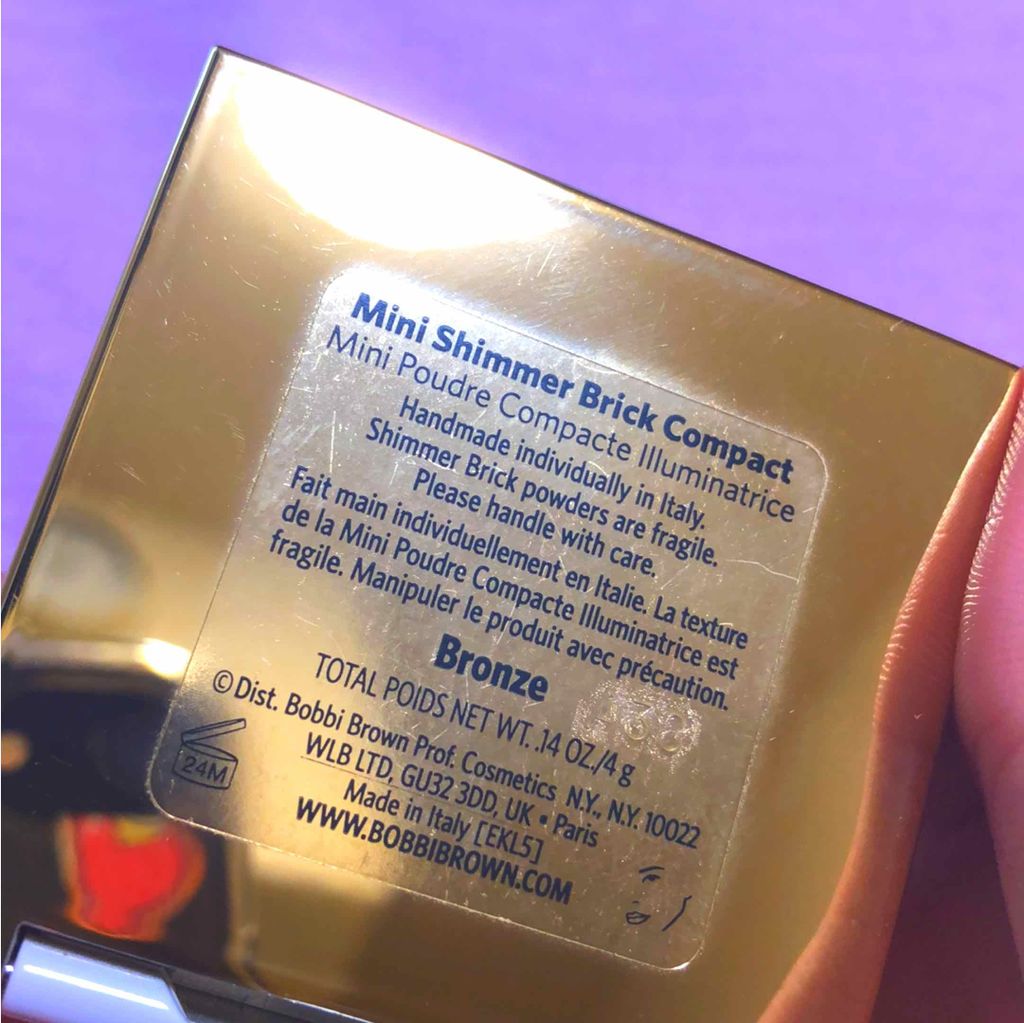 Mini Shimmer Brick Compact
Mini Poudre Compacte Illuminatrice
Handmade individually in Italy.
Shimmer Brick powders are fragile.
Please handle with care.
Fait main individuellement en Italie. La texture
de la Mini Poudre Compacte Illuminatrice est
fragile. Manipuler le produit avec précaution.
Bronze
TOTAL POIDS NET WT. .14 OZ./4 g
© Dist. Bobbi Brown Prof. Cosmetics N.Y., N.Y. 10022
WLB LTD, GU32 3DD, UK • Paris
Made in Italy [EKL5]
WWW.BOBBIBROWN.COM
24M